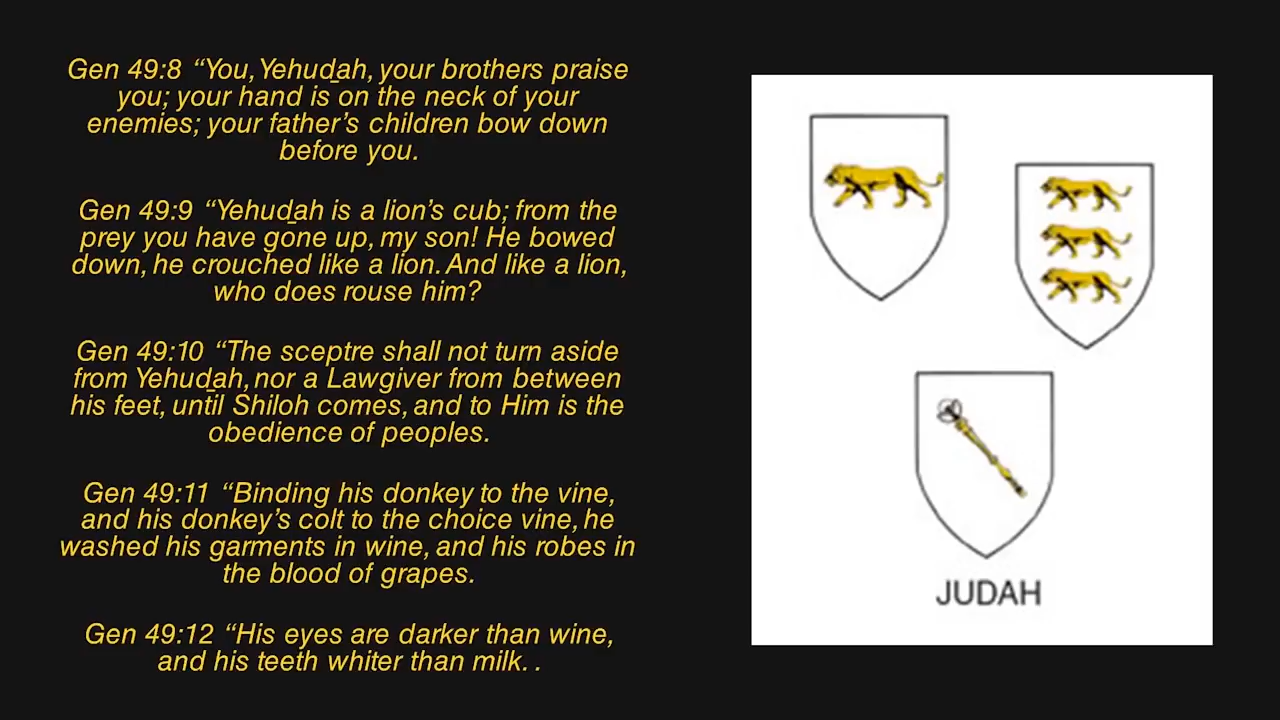 Gen 49:8 “You, Yehuḏah, your brothers praise
you; your hand is on the neck of your
enemies; your father’s children bow down
before you.
Gen 49:9 “Yehuḏah is a lion’s cub; from the
prey you have gone up, my son! He bowed
down, he crouched like a lion. And like a lion,
who does rouse him?
Gen 49:10 “The sceptre shall not turn aside
from Yehuḏah, nor a Lawgiver from between
his feet, until Shiloh comes, and to Him is the
obedience of peoples.
Gen 49:11 “Binding his donkey to the vine,
and his donkey’s colt to the choice vine, he
washed his garments in wine, and his robes in
the blood of grapes.
Gen 49:12 “His eyes are darker than wine,
and his teeth whiter than milk. .
JUDAH